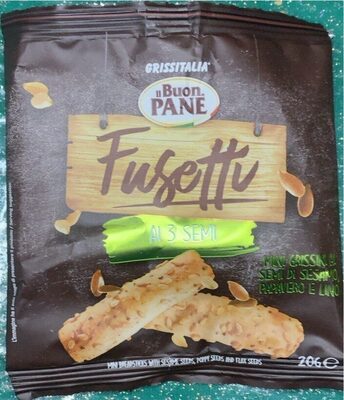 GRISSITALIA
il Buon
PANE
Fusetti
AI 3 SEMI
MINI GRISSINI
SEMI DI SESAMO,
PAPAVERO E LINO
MINI BREADSTICKS WITH SESAME SEEDS, POPPY SEEDS AND FLAX SEEDS
20G e